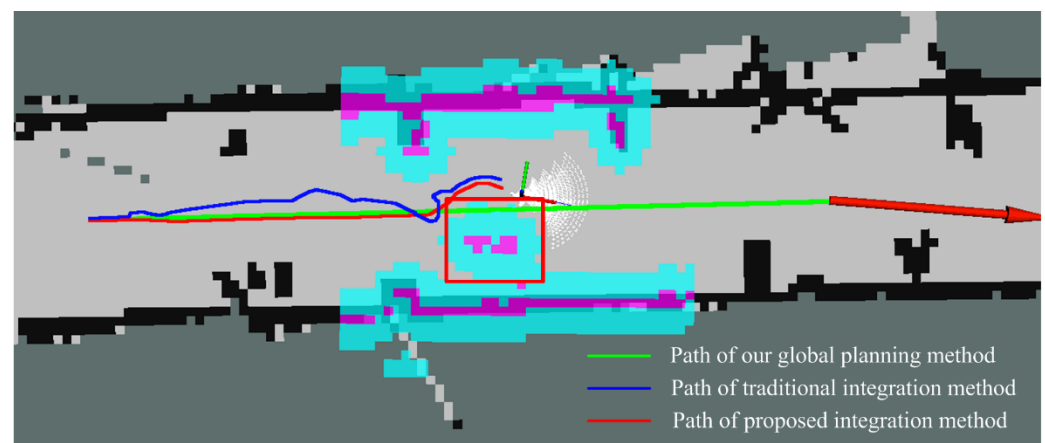 Path of our global planning method
Path of traditional integration method
Path of proposed integration method